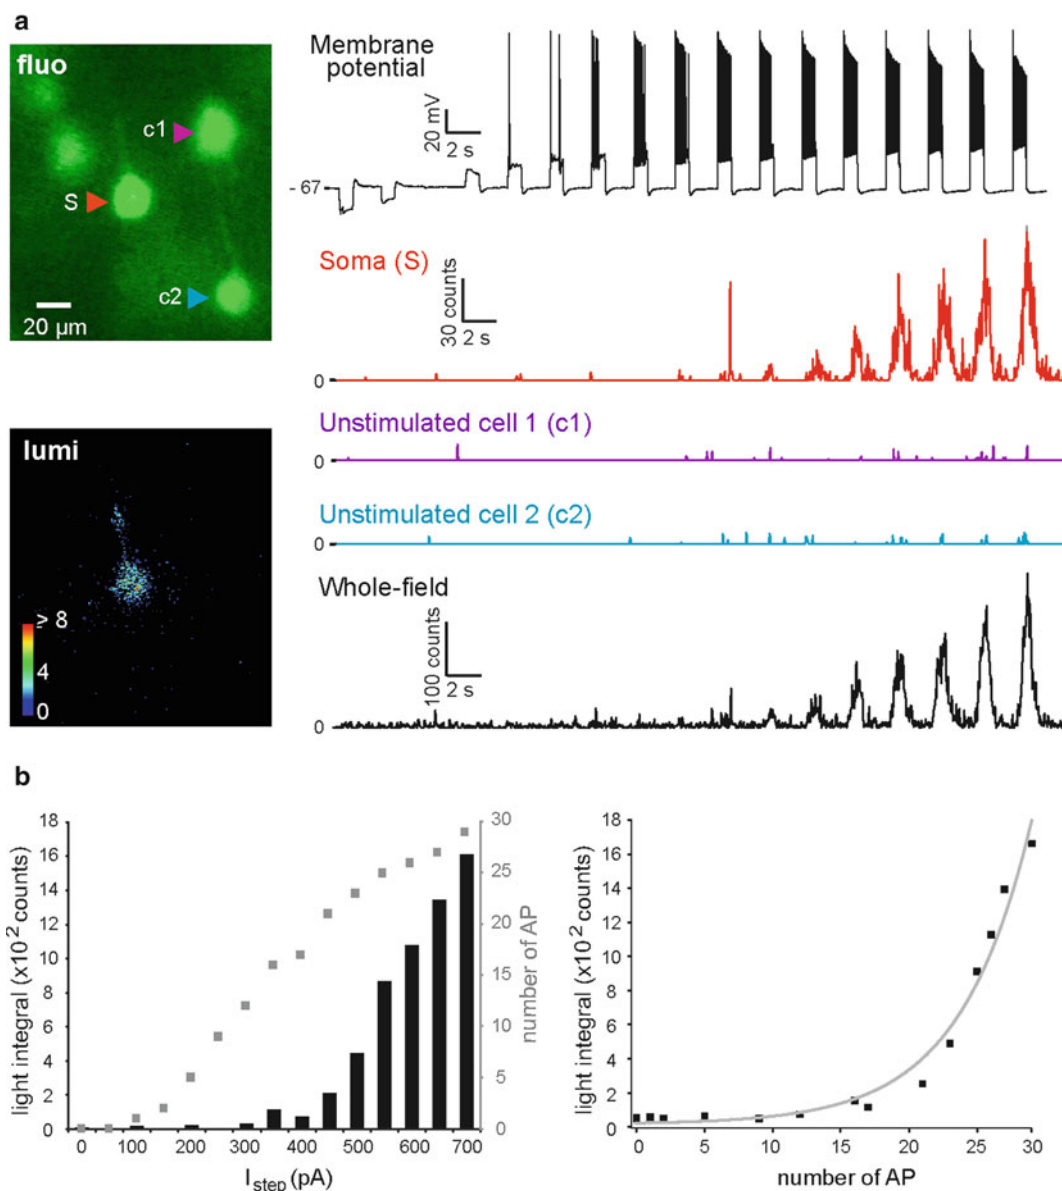 a
fluo
c1
S
c2
20 µm
Membrane
potential
20 mV
2 s
- 67
Soma (S)
30 counts
2 s
0
lumi
> 8
4
0
Unstimulated cell 1 (c1)
0
Unstimulated cell 2 (c2)
0
Whole-field
100 counts
2 s
0
b
light integral (x10² counts)
18
16
14
12
10
8
6
4
2
0
30
25
20
15
10
5
0
number of AP
0 100 200 300 400 500 600 700
I step (pA)
light integral (x10² counts)
18
16
14
12
10
8
6
4
2
0
0 5 10 15 20 25 30
number of AP